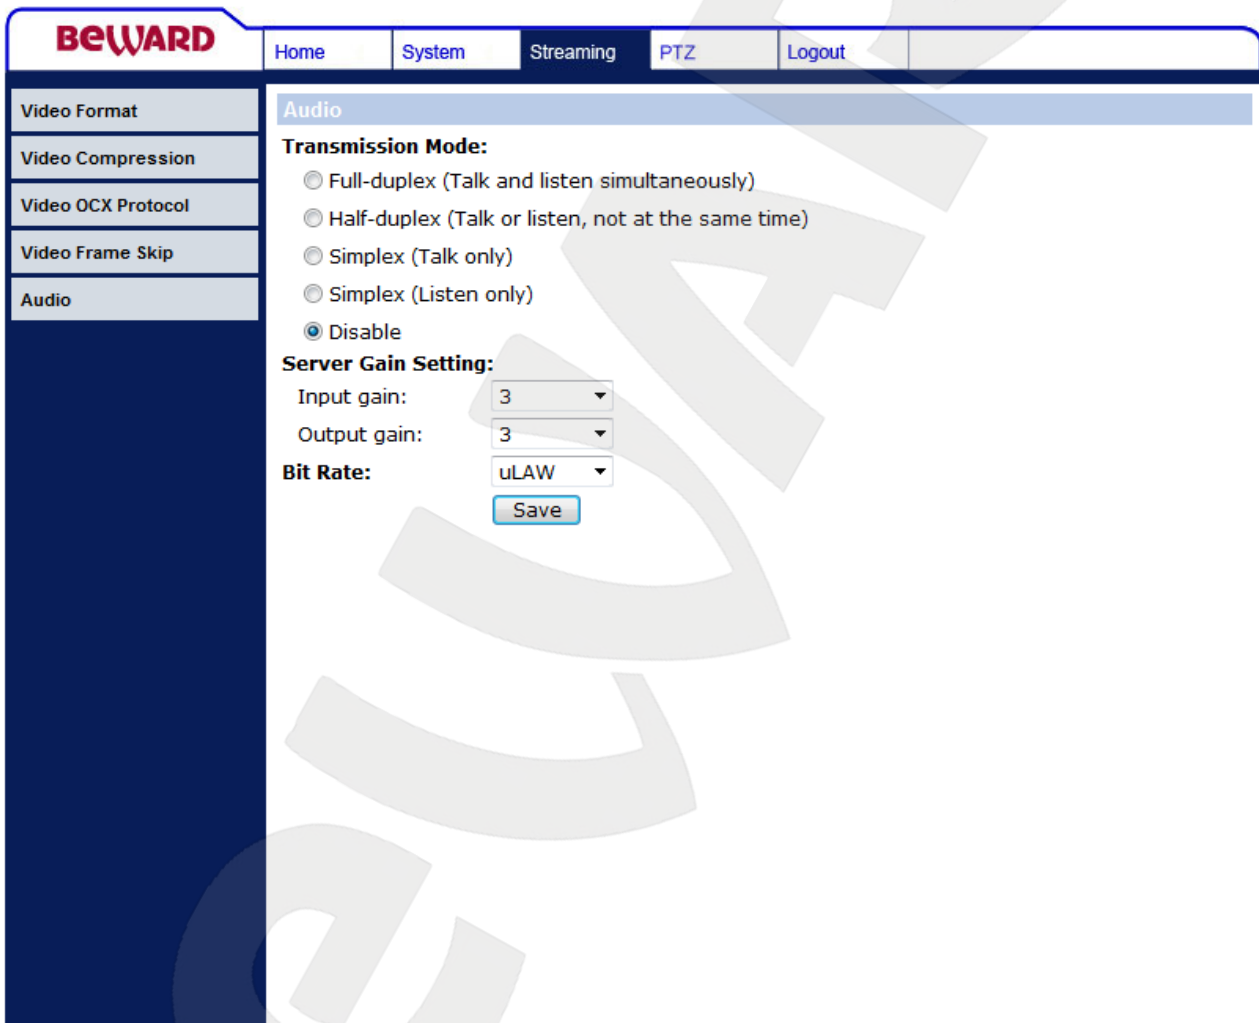 BEWARD
Home System Streaming PTZ Logout
Video Format
Video Compression
Video OCX Protocol
Video Frame Skip
Audio
Audio
Transmission Mode:
Full-duplex (Talk and listen simultaneously)
Half-duplex (Talk or listen, not at the same time)
Simplex (Talk only)
Simplex (Listen only)
Disable
Server Gain Setting:
Input gain: 3
Output gain: 3
Bit Rate: uLAW
Save